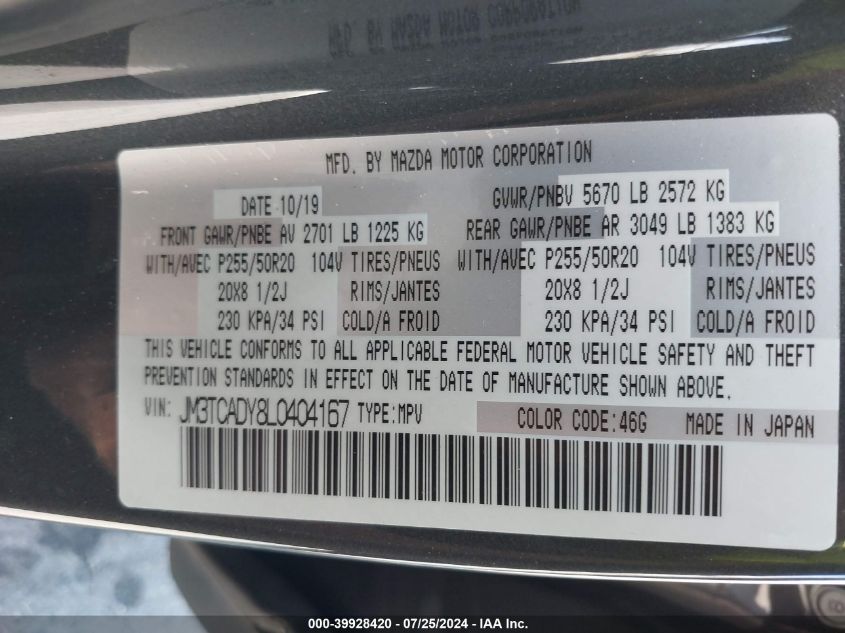 MFD. BY MAZDA MOTOR CORPORATION
DATE 10/19 GVWR/PNBV 5670 LB 2572 KG
FRONT GAWR/PNBE AV 2701 LB 1225 KG REAR GAWR/PNBE AR 3049 LB 1383 KG
WITH/AVEC P255/50R20 104V TIRES/PNEUS WITH/AVEC P255/50R20 104V TIRES/PNEUS
20X8 1/2J RIMS/JANTES 20X8 1/2J RIMS/JANTES
230 KPA/34 PSI COLD/A FROID 230 KPA/34 PSI COLD/A FROID
THIS VEHICLE CONFORMS TO ALL APPLICABLE FEDERAL MOTOR VEHICLE SAFETY AND THEFT
PREVENTION STANDARDS IN EFFECT ON THE DATE OF MANUFACTURE SHOWN ABOVE.
VIN: JM3TCADY8L0404167 TYPE:MPV COLOR CODE:46G MADE IN JAPAN
000-39928420 - 07/25/2024 - IAA Inc.